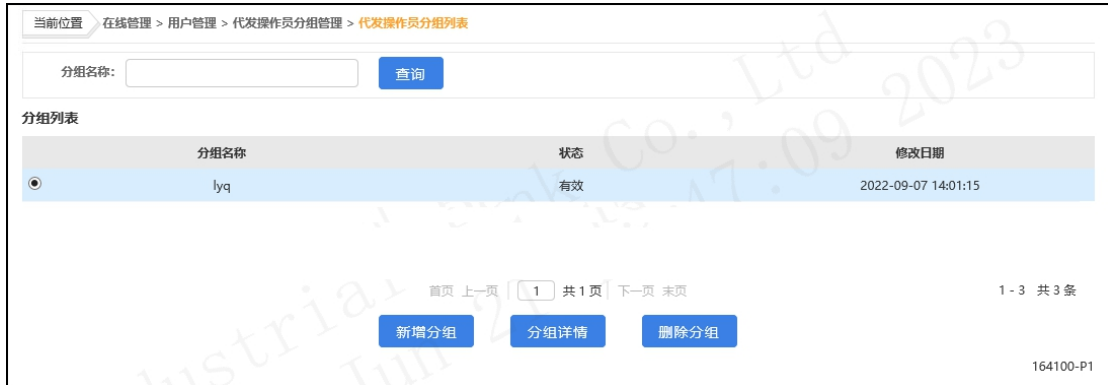 当前位置 在线管理 > 用户管理 > 代发操作员分组管理 > 代发操作员分组列表
分组名称: 查询
分组列表
分组名称 状态 修改日期
lyq 有效 2022-09-07 14:01:15
首页 上一页 1 共1页 下一页 末页 1 - 3 共3条
新增分组 分组详情 删除分组
164100-P1